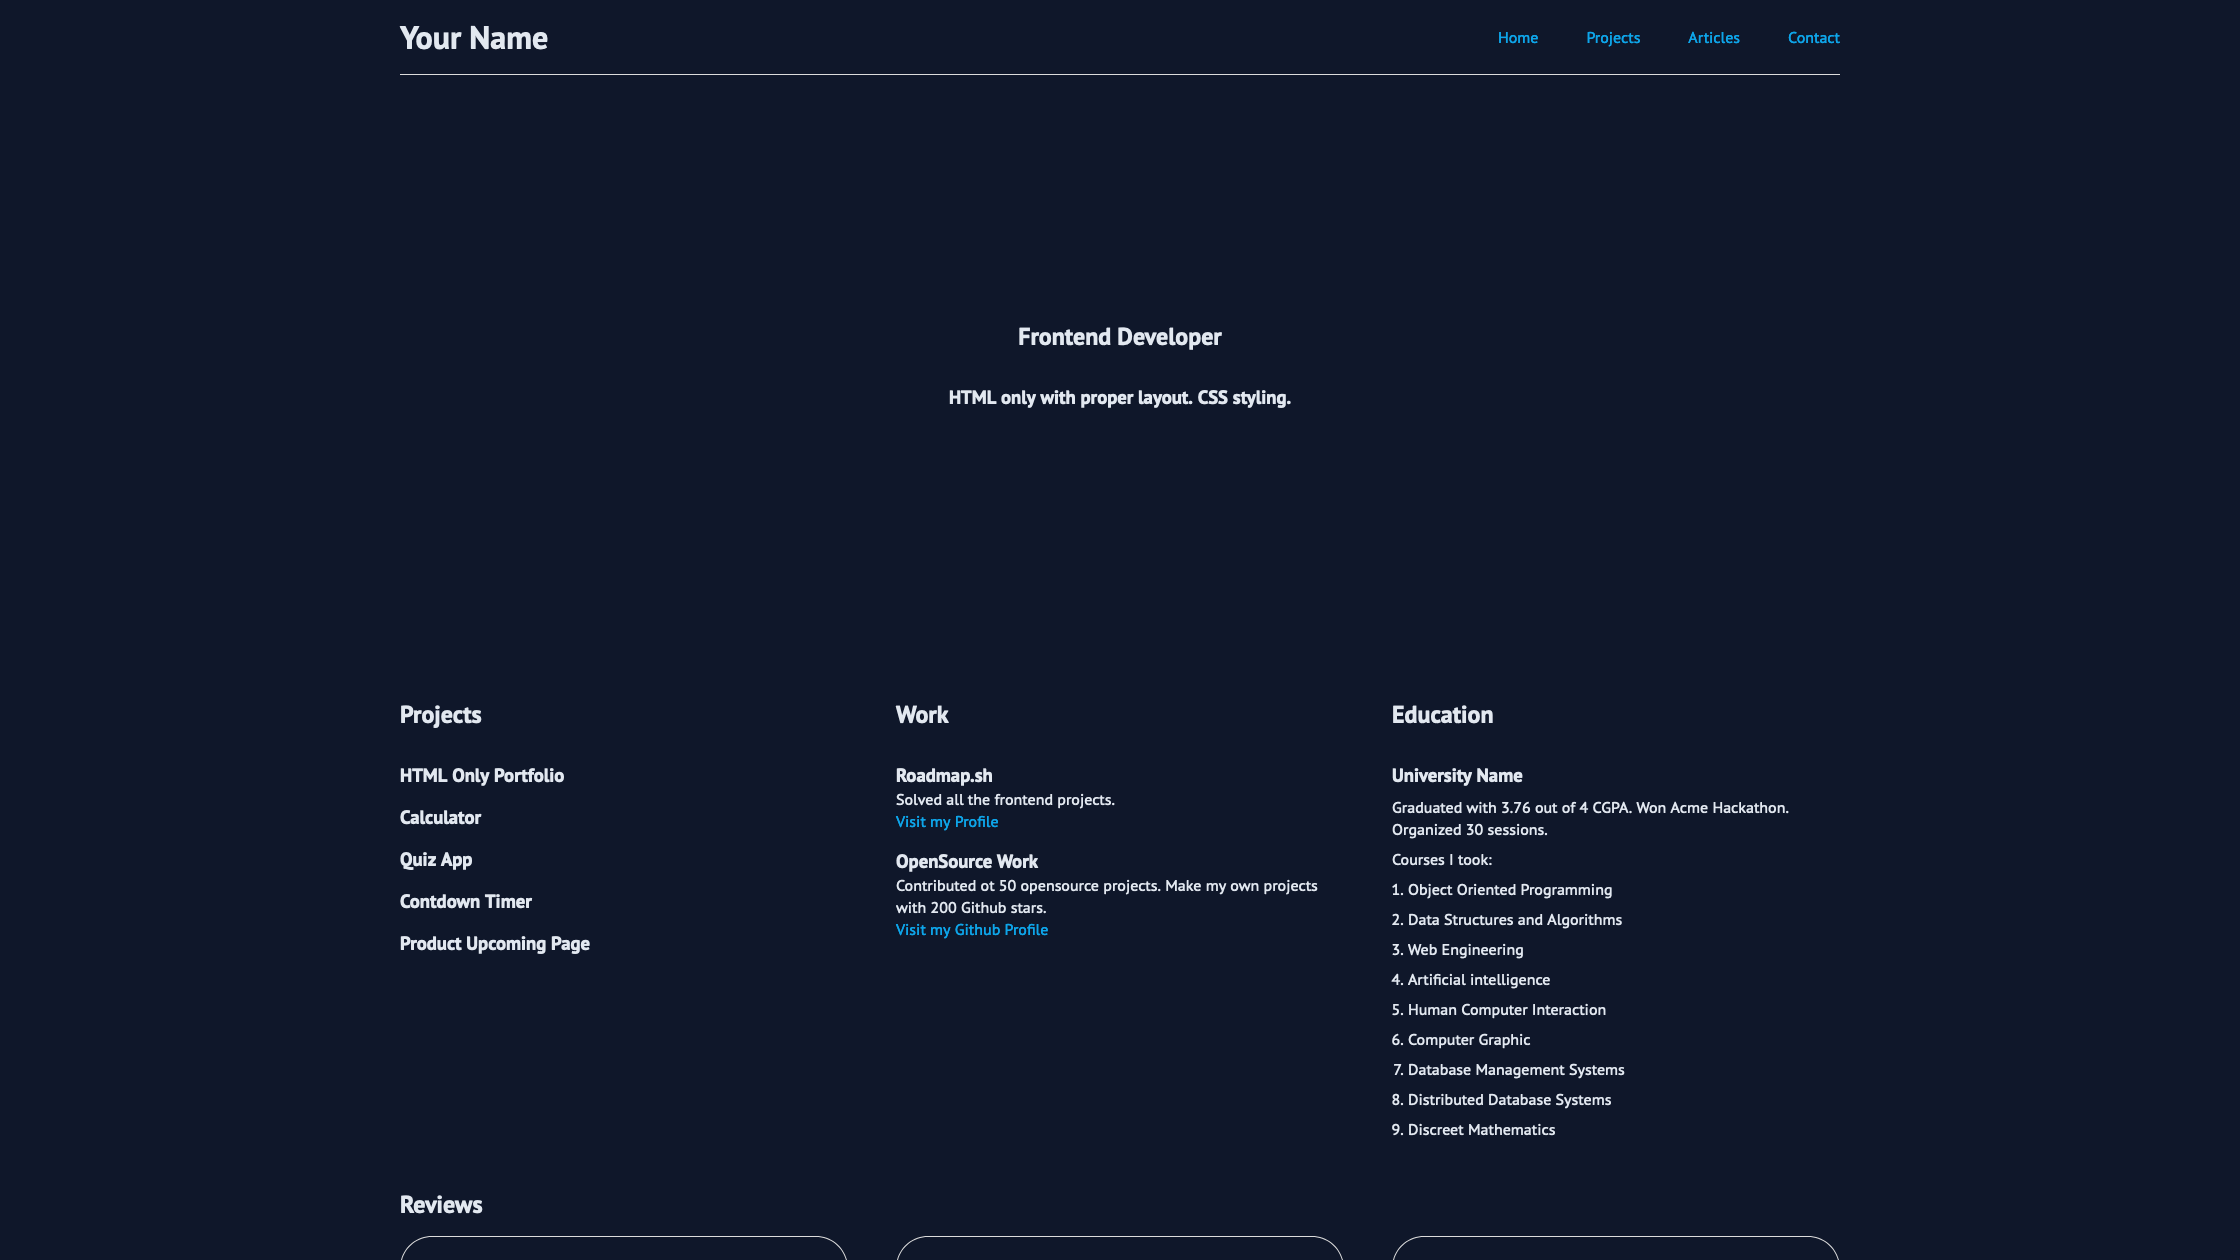 Your Name
Home Projects Articles Contact
Frontend Developer
HTML only with proper layout. CSS styling.
Projects
HTML Only Portfolio
Calculator
Quiz App
Contdown Timer
Product Upcoming Page
Work
Roadmap.sh
Solved all the frontend projects.
Visit my Profile
OpenSource Work
Contributed ot 50 opensource projects. Make my own projects
with 200 Github stars.
Visit my Github Profile
Education
University Name
Graduated with 3.76 out of 4 CGPA. Won Acme Hackathon.
Organized 30 sessions.
Courses I took:
1. Object Oriented Programming
2. Data Structures and Algorithms
3. Web Engineering
4. Artificial intelligence
5. Human Computer Interaction
6. Computer Graphic
7. Database Management Systems
8. Distributed Database Systems
9. Discreet Mathematics
Reviews